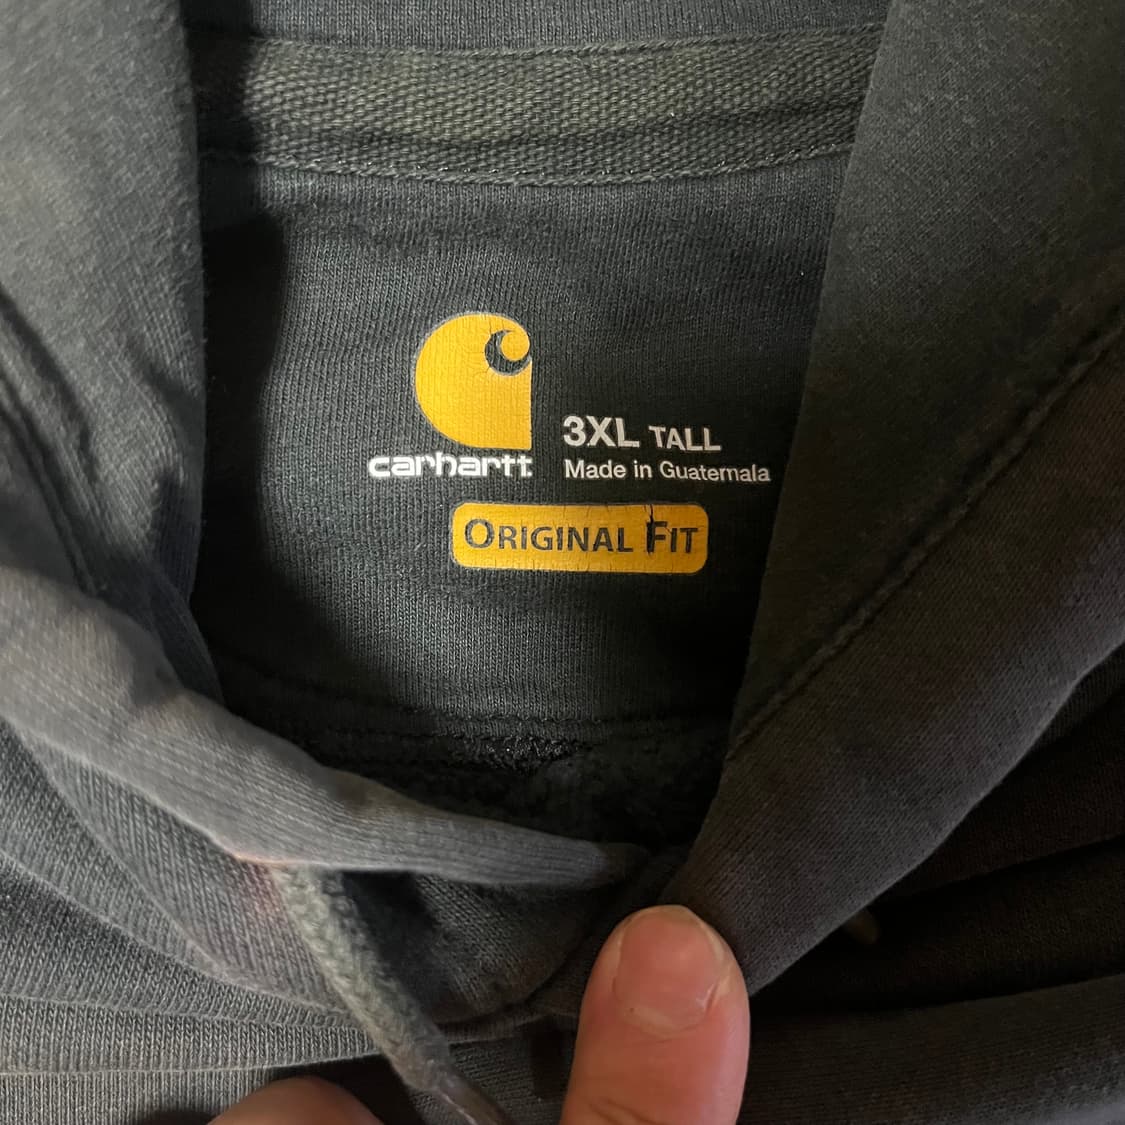 carhartt
3XL TALL
Made in Guatemala
ORIGINAL FIT